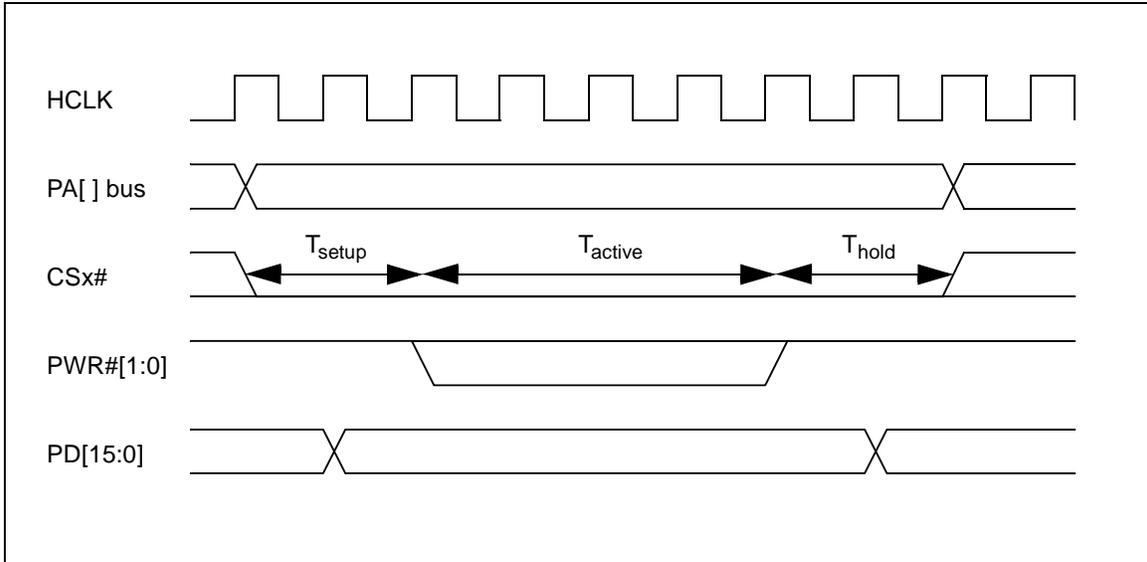 HCLK
PA[ ] bus
Tsetup
Tactive
Thold
CSx#
PWR#[1:0]
PD[15:0]